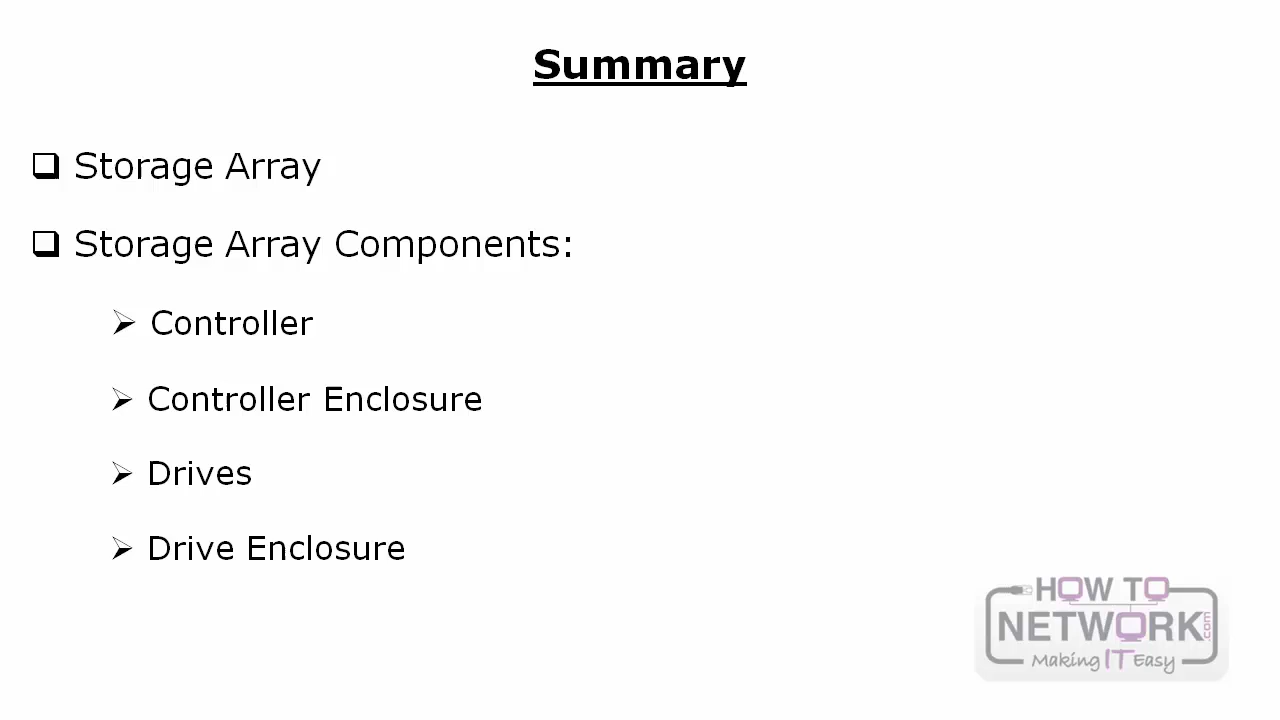 Summary
Storage Array
Storage Array Components:
Controller
Controller Enclosure
Drives
Drive Enclosure
HOW TO
NETWORK.com
Making IT Easy